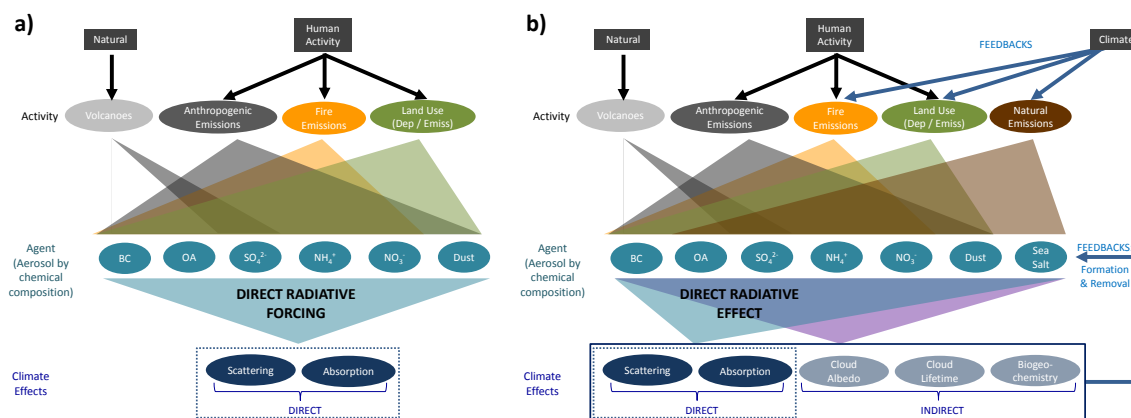 a)
Natural
Human
Activity
Activity
Volcanoes
Anthropogenic
Emissions
Fire
Emissions
Land Use
(Dep / Emiss)
Agent
(Aerosol by
chemical
composition)
BC
OA
SO₄²⁻
NH₄⁺
NO₃⁻
Dust
DIRECT RADIATIVE
FORCING
Climate
Effects
Scattering
Absorption
DIRECT
b)
Natural
Human
Activity
FEEDBACKS
Climate
Activity
Volcanoes
Anthropogenic
Emissions
Fire
Emissions
Land Use
(Dep / Emiss)
Natural
Emissions
Agent
(Aerosol by
chemical
composition)
BC
OA
SO₄²⁻
NH₄⁺
NO₃⁻
Dust
Sea
Salt
FEEDBACKS
Formation
& Removal
DIRECT RADIATIVE
EFFECT
Climate
Effects
Scattering
Absorption
Cloud
Albedo
Cloud
Lifetime
Biogeo-
chemistry
DIRECT
INDIRECT